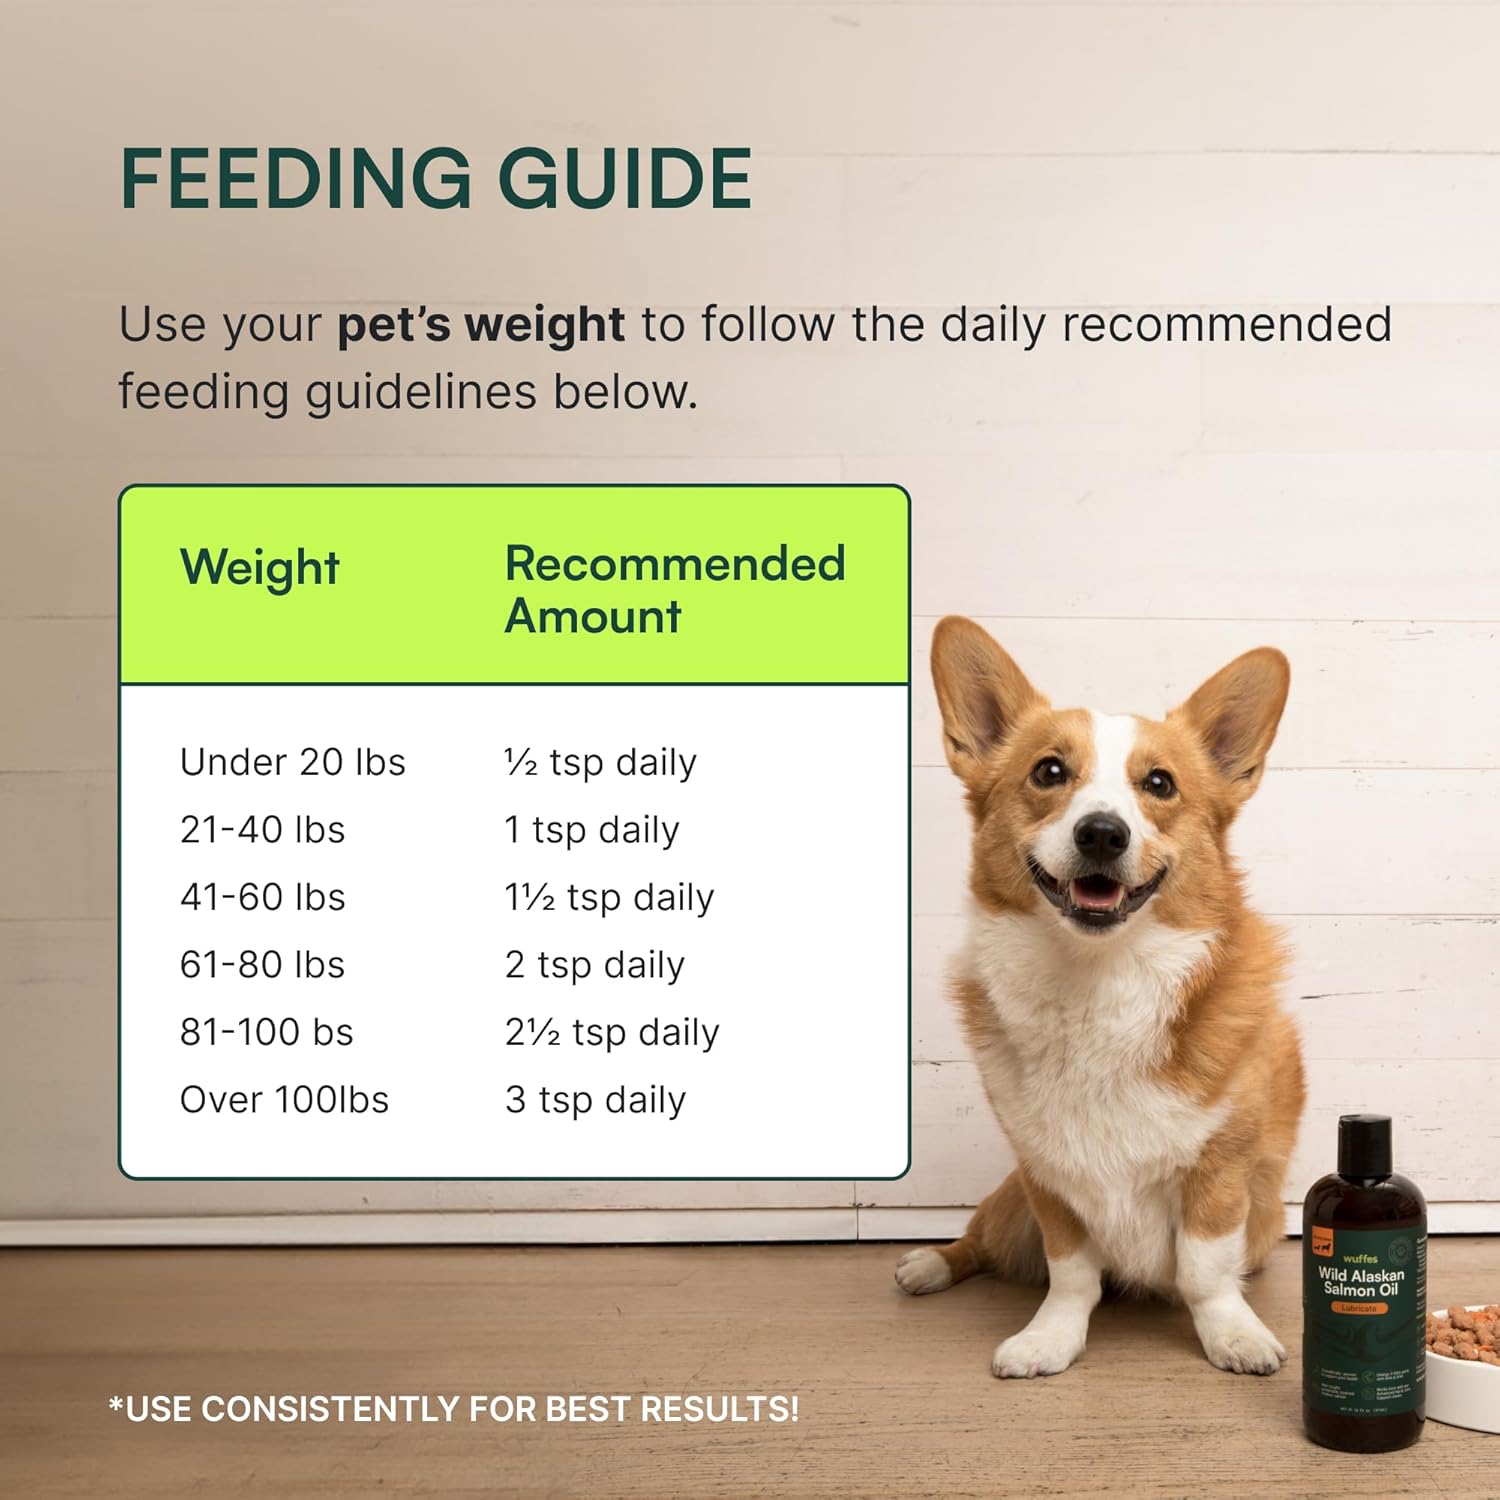 FEEDING GUIDE
Use your pet's weight to follow the daily recommended
feeding guidelines below.
Weight
Recommended
Amount
Under 20 lbs
½ tsp daily
21-40 lbs
1 tsp daily
41-60 lbs
1½ tsp daily
61-80 lbs
2 tsp daily
81-100 bs
2½ tsp daily
Over 100lbs
3 tsp daily
wuffes
Wild Alaskan
Salmon Oil
Lubricate
*USE CONSISTENTLY FOR BEST RESULTS!